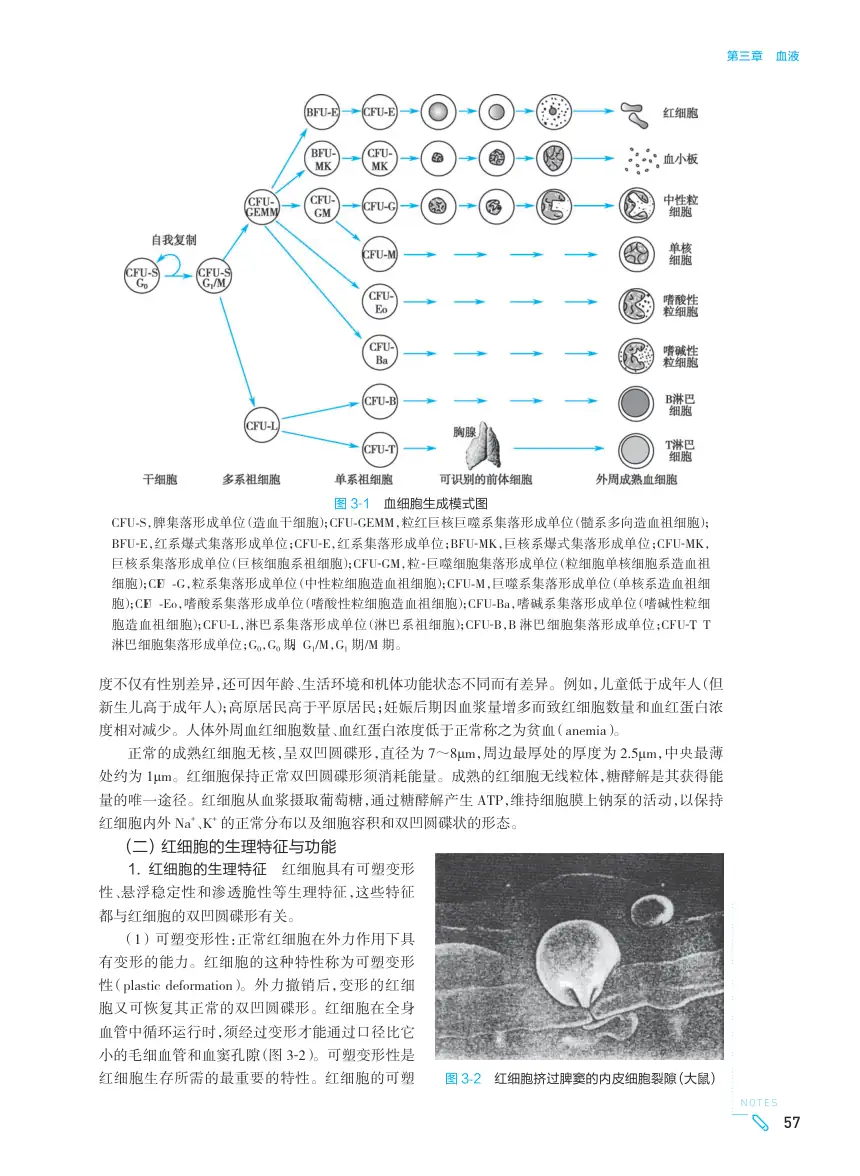 第三章 血液
BFU-E CFU-E 红细胞
BFU-MK CFU-MK 血小板
CFU-GEMM CFU-GM CFU-G 中性粒细胞
自我复制 CFU-M 单核细胞
CFU-S G₀ CFU-S G₁/M
CFU-Eo 嗜酸性粒细胞
CFU-Ba 嗜碱性粒细胞
CFU-B B淋巴细胞
CFU-L
CFU-T 胸腺 T淋巴细胞
干细胞 多系祖细胞 单系祖细胞 可识别的前体细胞 外周成熟血细胞
图 3-1 血细胞生成模式图
CFU-S,脾集落形成单位(造血干细胞);CFU-GEMM,粒红巨核巨噬系集落形成单位(髓系多向造血祖细胞);
BFU-E,红系爆式集落形成单位;CFU-E,红系集落形成单位;BFU-MK,巨核系爆式集落形成单位;CFU-MK,
巨核系集落形成单位(巨核细胞系祖细胞);CFU-GM,粒-巨噬细胞集落形成单位(粒细胞单核细胞系造血祖
细胞);CFU-G,粒系集落形成单位(中性粒细胞造血祖细胞);CFU-M,巨噬系集落形成单位(单核系造血祖细
胞);CFU-Eo,嗜酸系集落形成单位(嗜酸性粒细胞造血祖细胞);CFU-Ba,嗜碱系集落形成单位(嗜碱性粒细
胞造血祖细胞);CFU-L,淋巴系集落形成单位(淋巴系祖细胞);CFU-B,B 淋巴细胞集落形成单位;CFU-T T
淋巴细胞集落形成单位;G₀,G₀ 期 G₁/M,G₁ 期/M 期。
度不仅有性别差异,还可因年龄、生活环境和机体功能状态不同而有差异。例如,儿童低于成年人(但
新生儿高于成年人);高原居民高于平原居民;妊娠后期因血浆量增多而致红细胞数量和血红蛋白浓
度相对减少。人体外周血红细胞数量、血红蛋白浓度低于正常称之为贫血(anemia)。
正常的成熟红细胞无核,呈双凹圆碟形,直径为 7～8μm,周边最厚处的厚度为 2.5μm,中央最薄
处约为 1μm。红细胞保持正常双凹圆碟形须消耗能量。成熟的红细胞无线粒体,糖酵解是其获得能
量的唯一途径。红细胞从血浆摄取葡萄糖,通过糖酵解产生 ATP,维持细胞膜上钠泵的活动,以保持
红细胞内外 Na⁺、K⁺ 的正常分布以及细胞容积和双凹圆碟状的形态。
(二) 红细胞的生理特征与功能
1. 红细胞的生理特征 红细胞具有可塑变形
性、悬浮稳定性和渗透脆性等生理特征,这些特征
都与红细胞的双凹圆碟形有关。
(1) 可塑变形性:正常红细胞在外力作用下具
有变形的能力。红细胞的这种特性称为可塑变形
性(plastic deformation)。外力撤销后,变形的红细
胞又可恢复其正常的双凹圆碟形。红细胞在全身
血管中循环运行时,须经过变形才能通过口径比它
小的毛细血管和血窦孔隙(图 3-2)。可塑变形性是
红细胞生存所需的最重要的特性。红细胞的可塑
图 3-2 红细胞挤过脾窦的内皮细胞裂隙(大鼠)
NOTES
57